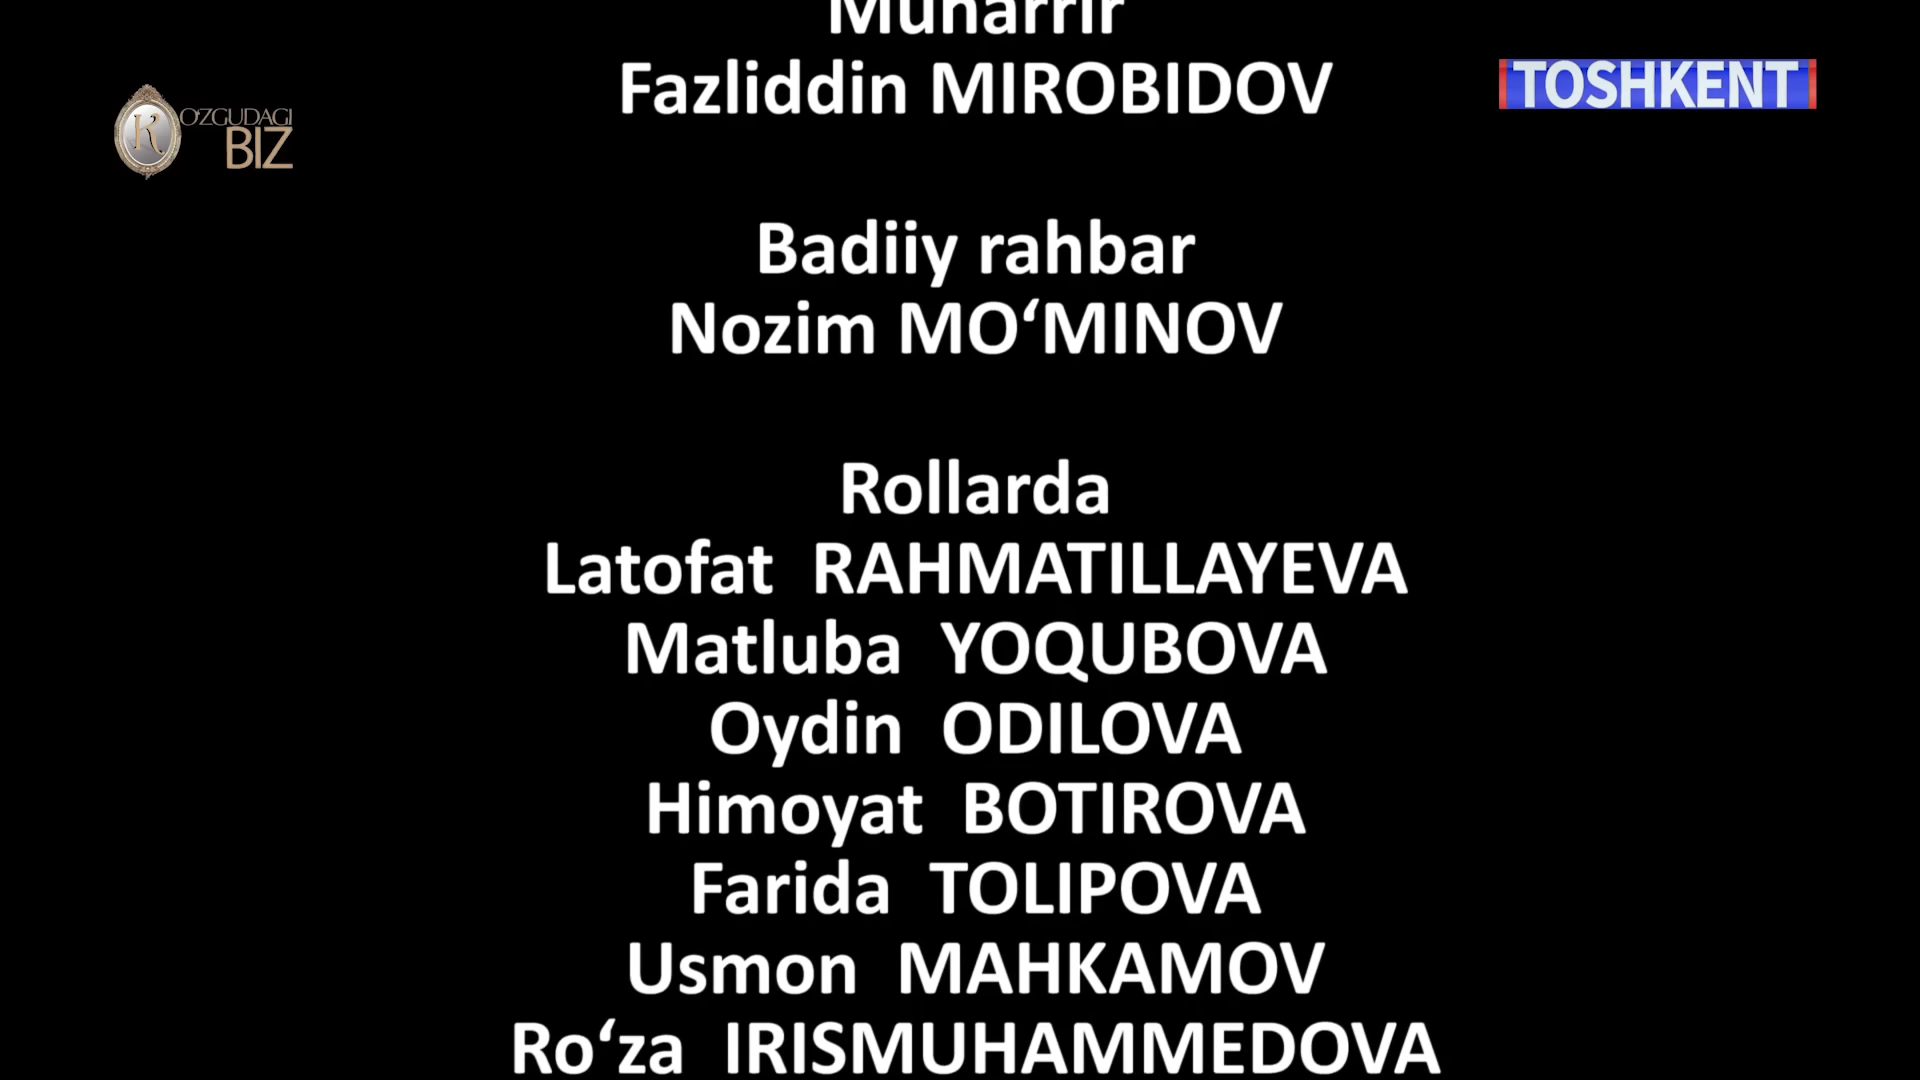 Muharrir
Fazliddin MIROBIDOV
TOSHKENT
K O'ZGUDAGI
BIZ
Badiiy rahbar
Nozim MO‘MINOV
Rollarda
Latofat RAHMATILLAYEVA
Matluba YOQUBOVA
Oydin ODILOVA
Himoyat BOTIROVA
Farida TOLIPOVA
Usmon MAHKAMOV
Ro‘za IRISMUHAMMEDOVA